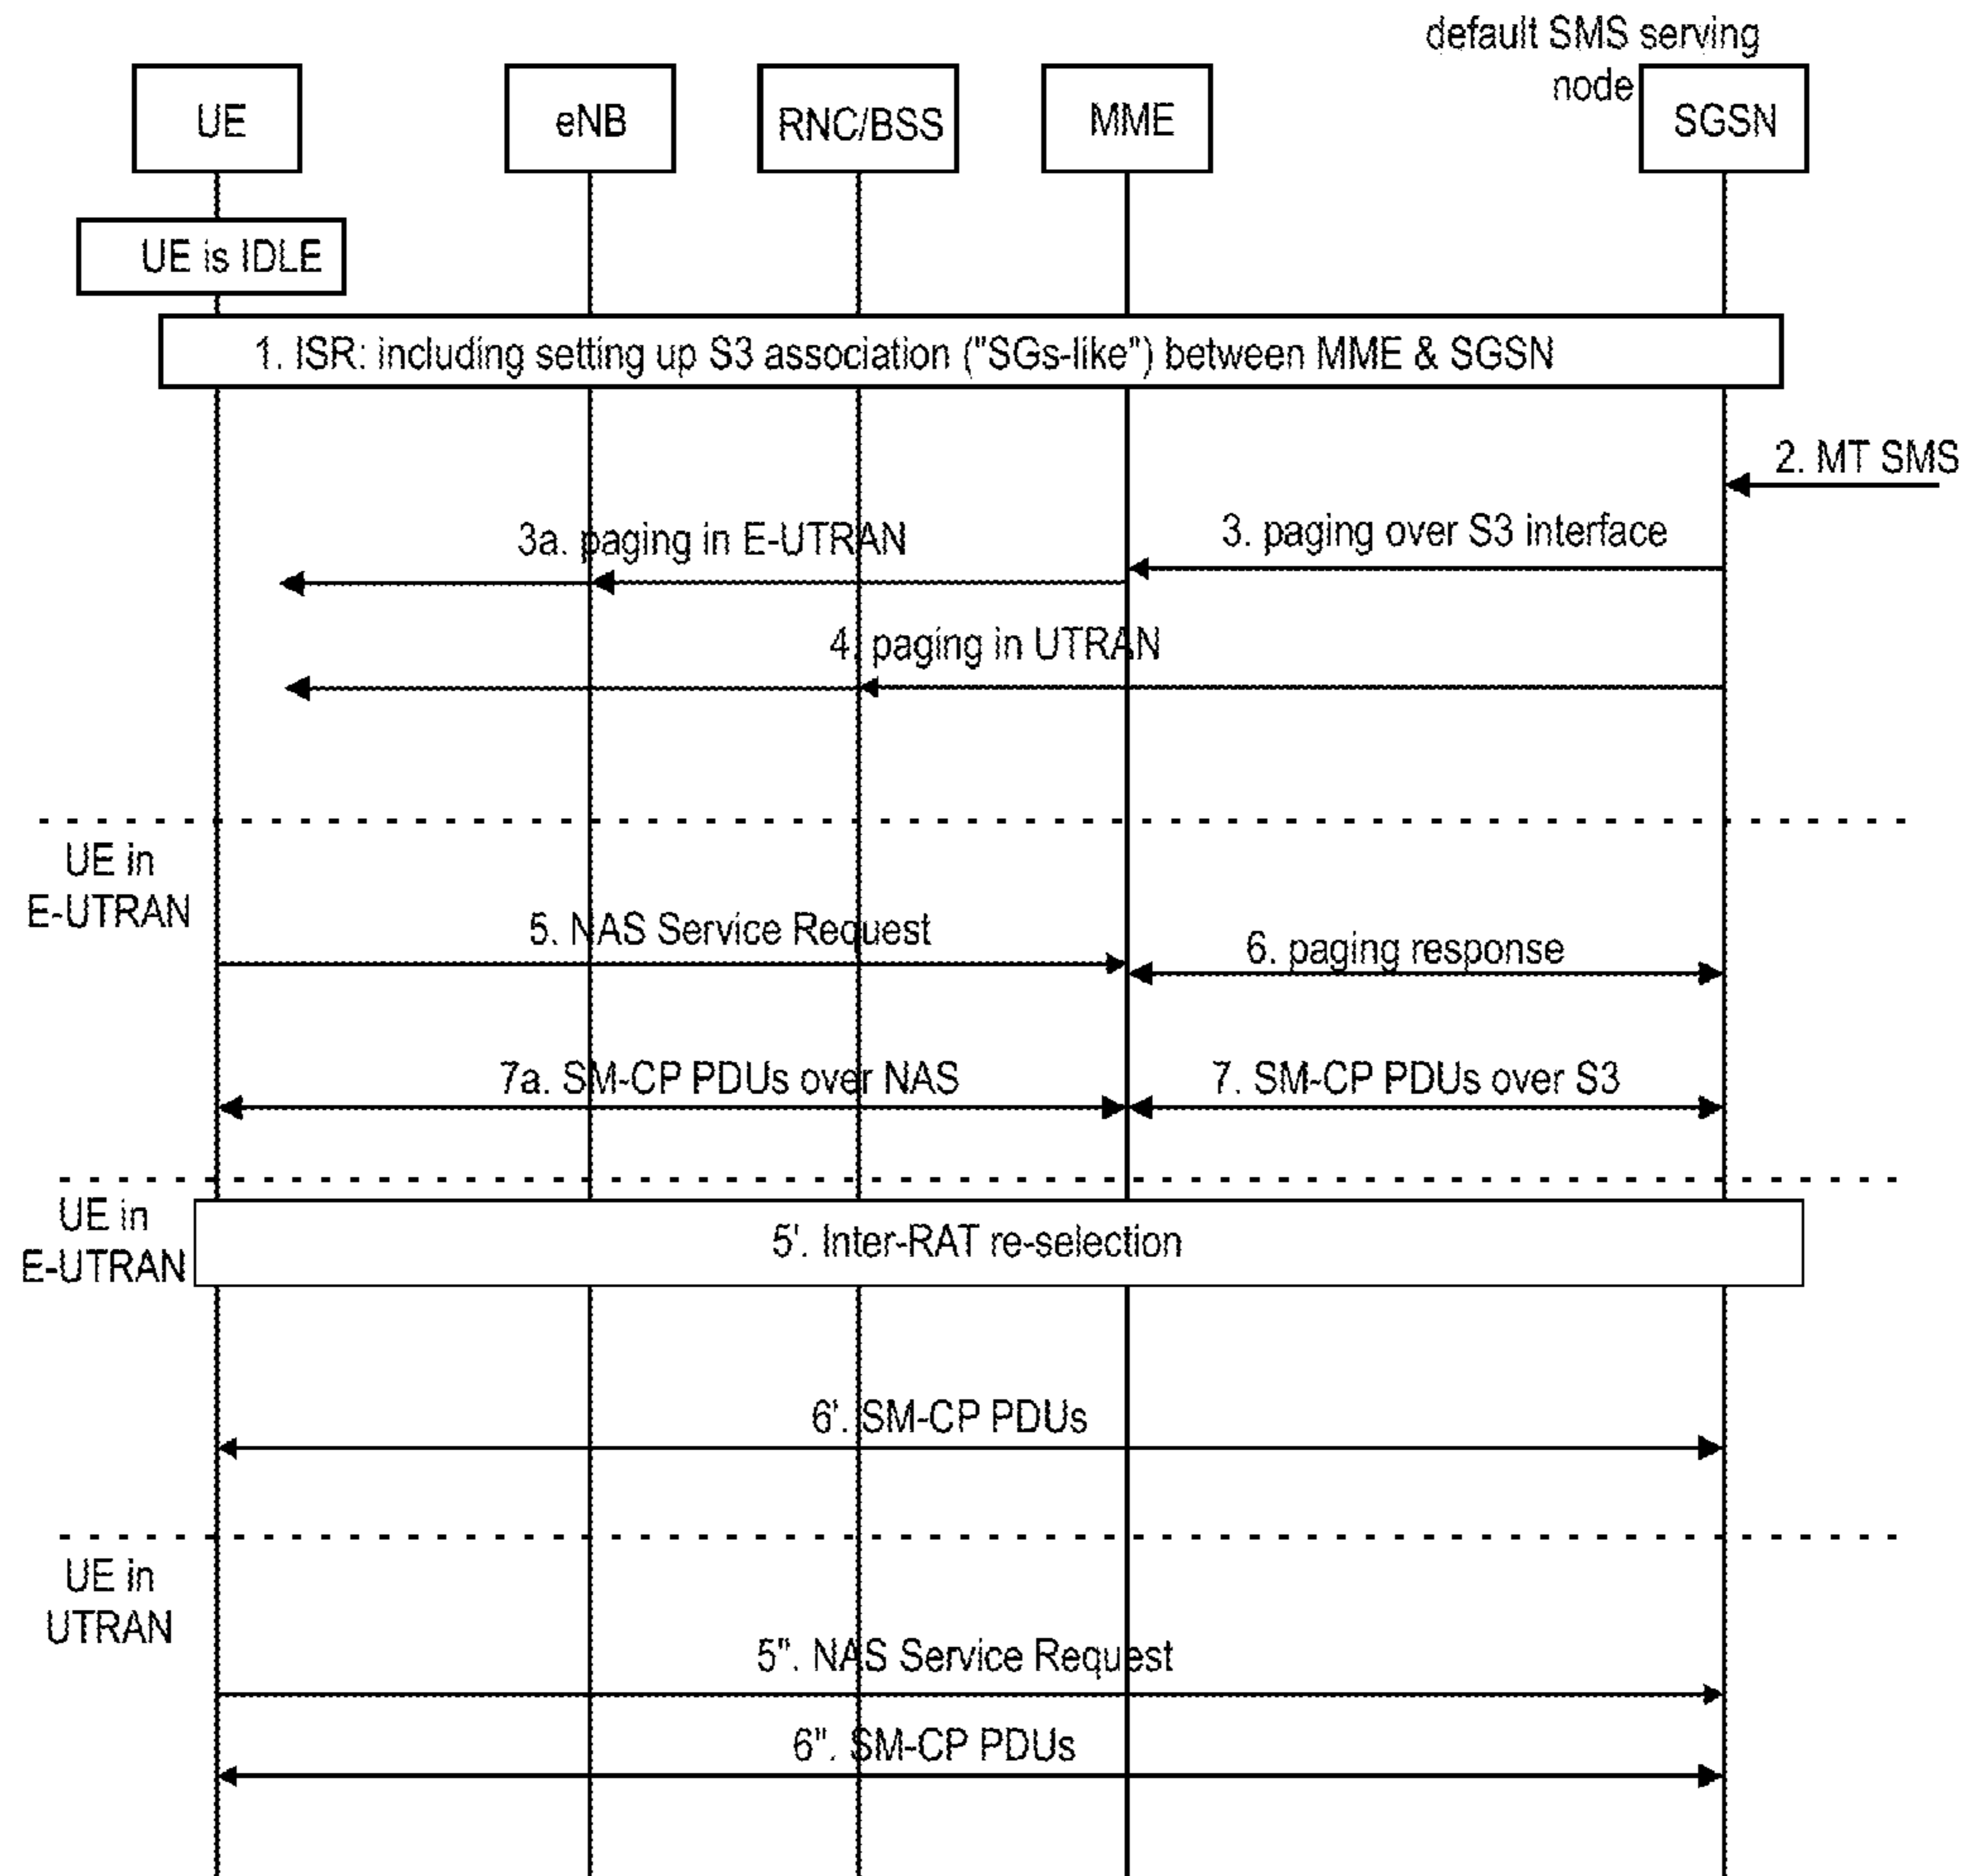 default SMS serving
node
UE
eNB
RNC/BSS
MME
SGSN
UE is IDLE
1. ISR: including setting up S3 association ("SGs-like") between MME & SGSN
2. MT SMS
3. paging over S3 interface
3a. paging in E-UTRAN
4. paging in UTRAN
UE in
E-UTRAN
5. NAS Service Request
6. paging response
7a. SM-CP PDUs over NAS
7. SM-CP PDUs over S3
UE in
E-UTRAN
5'. Inter-RAT re-selection
6'. SM-CP PDUs
UE in
UTRAN
5". NAS Service Request
6". SM-CP PDUs